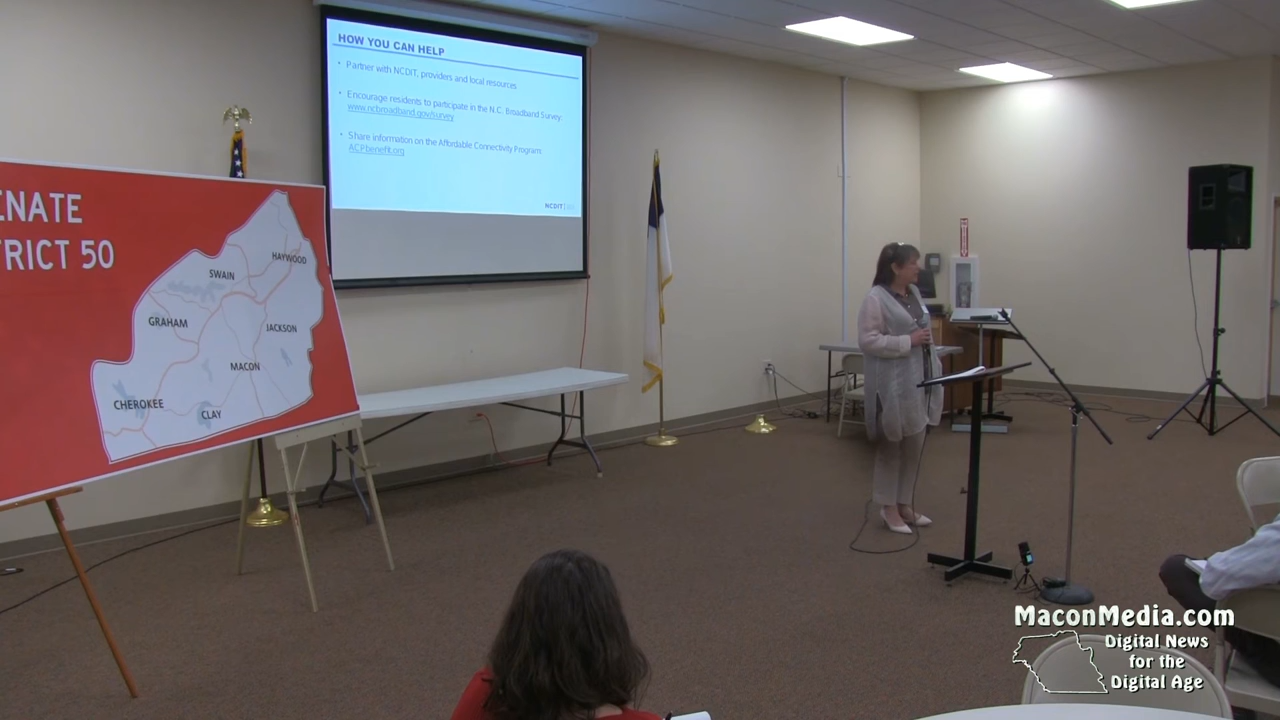 HOW YOU CAN HELP
• Partner with NCDIT, providers and local resources
• Encourage residents to participate in the N.C. Broadband Survey:
www.ncbroadband.gov/survey
• Share information on the Affordable Connectivity Program:
ACPbenefit.org
NCDIT
ENATE
TRICT 50
HAYWOOD
SWAIN
GRAHAM
JACKSON
MACON
CHEROKEE
CLAY
MaconMedia.com
Digital News
for the
Digital Age